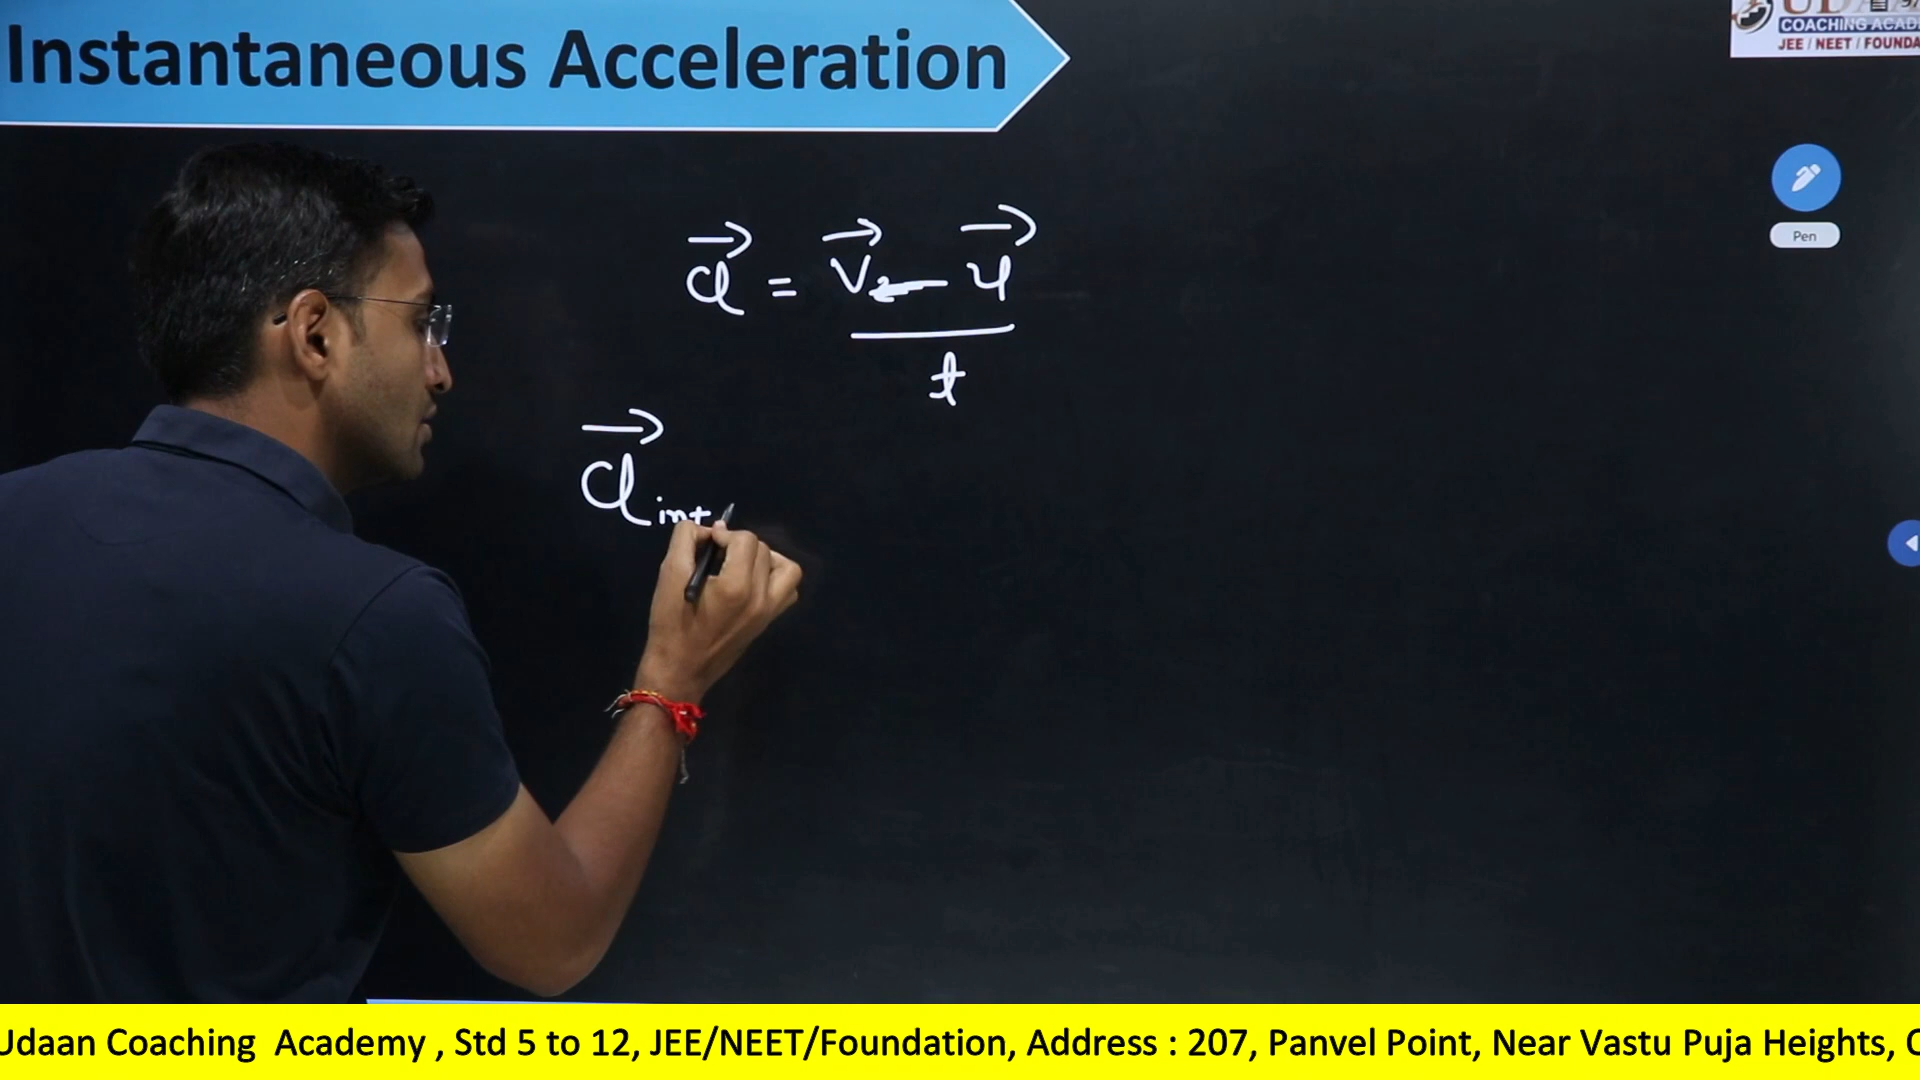 Instantaneous Acceleration
COACHING ACAD
JEE / NEET / FOUNDA
Pen
a⃗ = v⃗ - u⃗
t
a⃗ int
Udaan Coaching Academy , Std 5 to 12, JEE/NEET/Foundation, Address : 207, Panvel Point, Near Vastu Puja Heights,